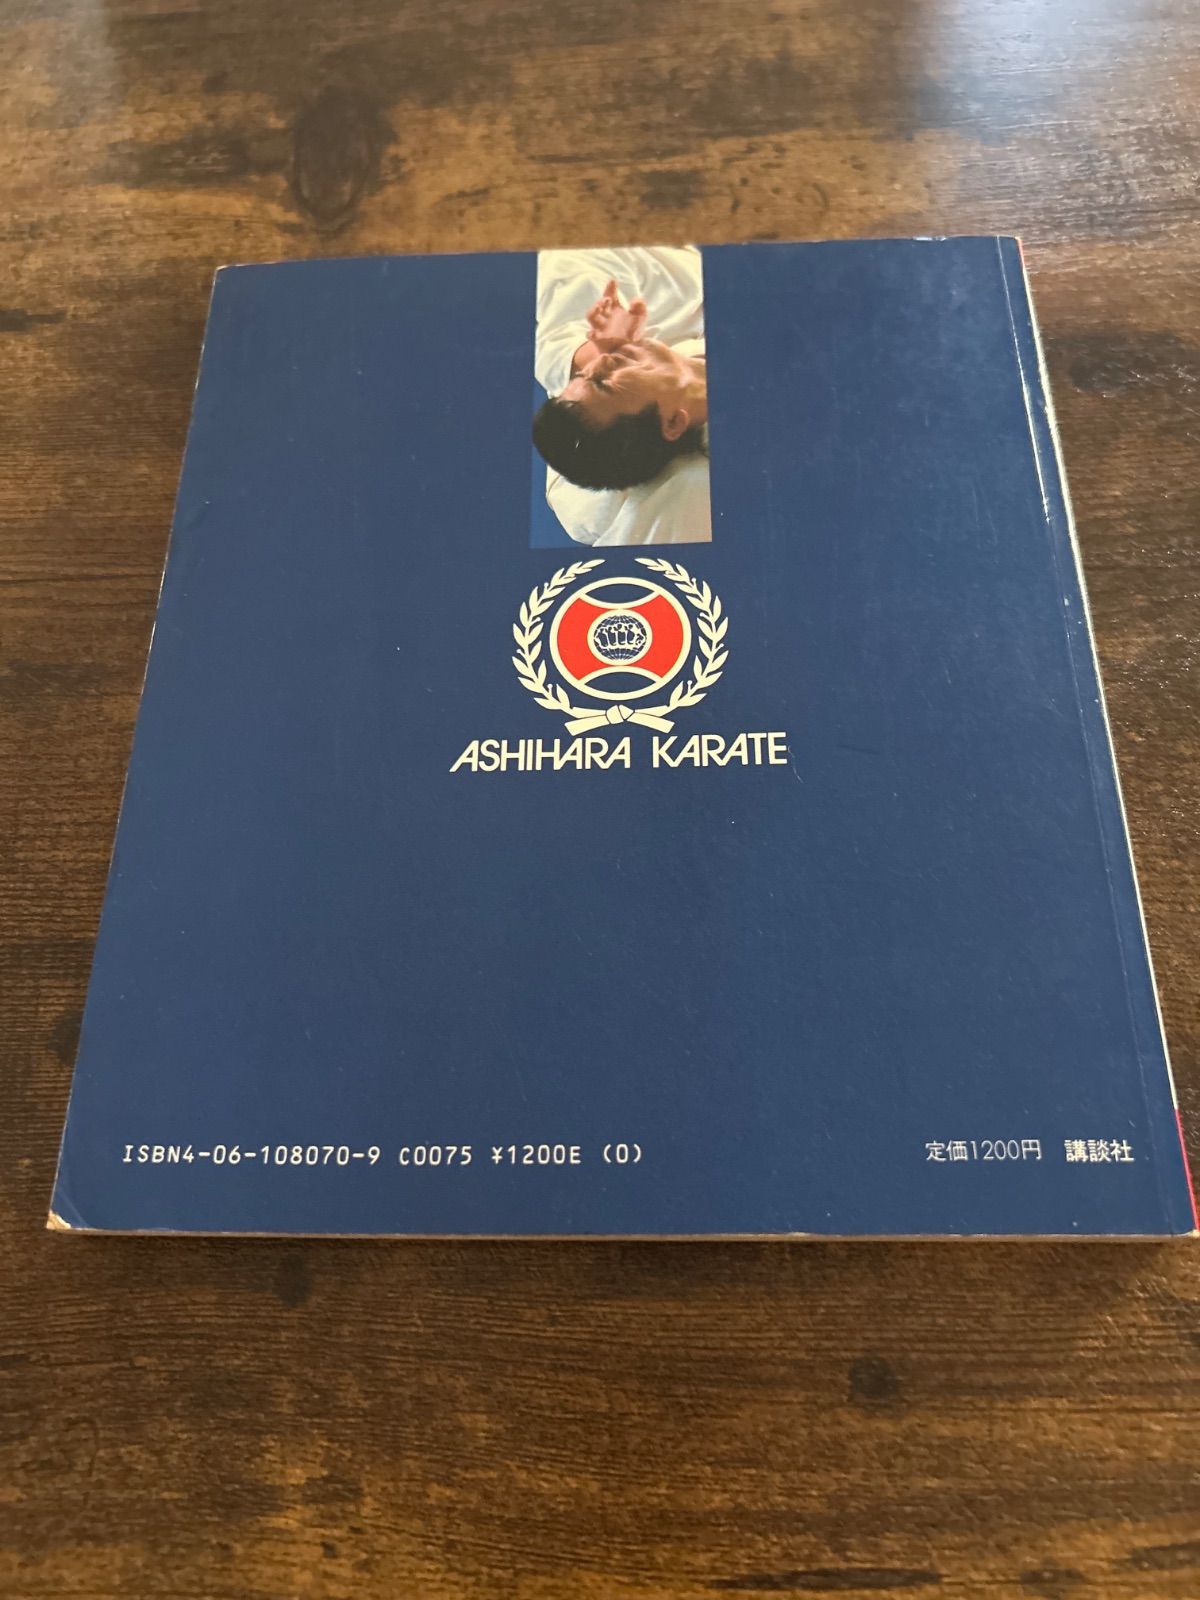 ASHIHARA KARATE
ISBN4-06-108070-9 C0075 ¥1200E (0) 定価1200円 講談社